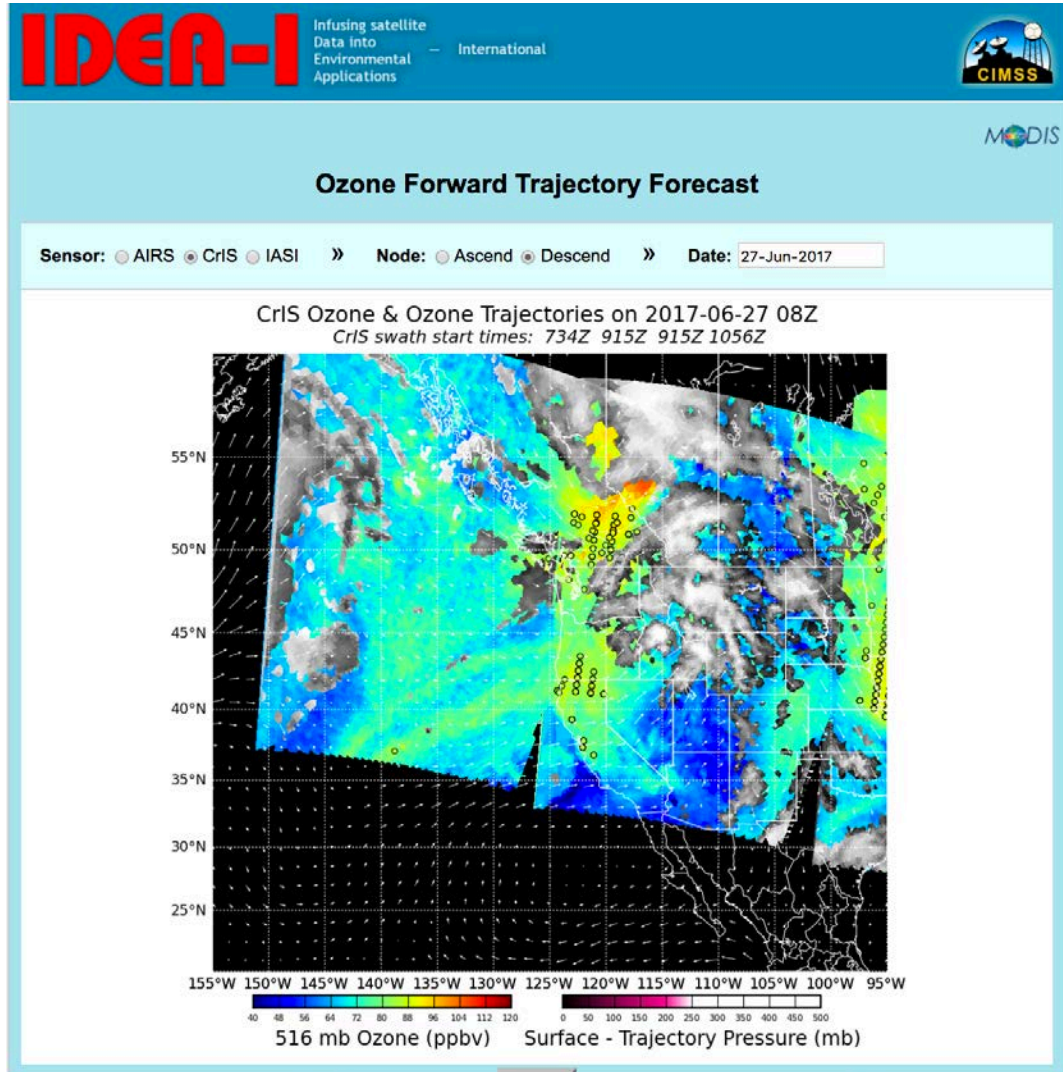 IDEA-I
Infusing satellite
Data into
Environmental
Applications
— International
CIMSS
MODIS
Ozone Forward Trajectory Forecast
Sensor: AIRS CrIS IASI » Node: Ascend Descend » Date: 27-Jun-2017
CrIS Ozone & Ozone Trajectories on 2017-06-27 08Z
CrIS swath start times: 734Z 915Z 915Z 1056Z
55°N
50°N
45°N
40°N
35°N
30°N
25°N
155°W 150°W 145°W 140°W 135°W 130°W 125°W 120°W 115°W 110°W 105°W 100°W 95°W
40 48 56 64 72 80 88 96 104 112 120
0 50 100 150 200 250 300 350 400 450 500
516 mb Ozone (ppbv) Surface - Trajectory Pressure (mb)